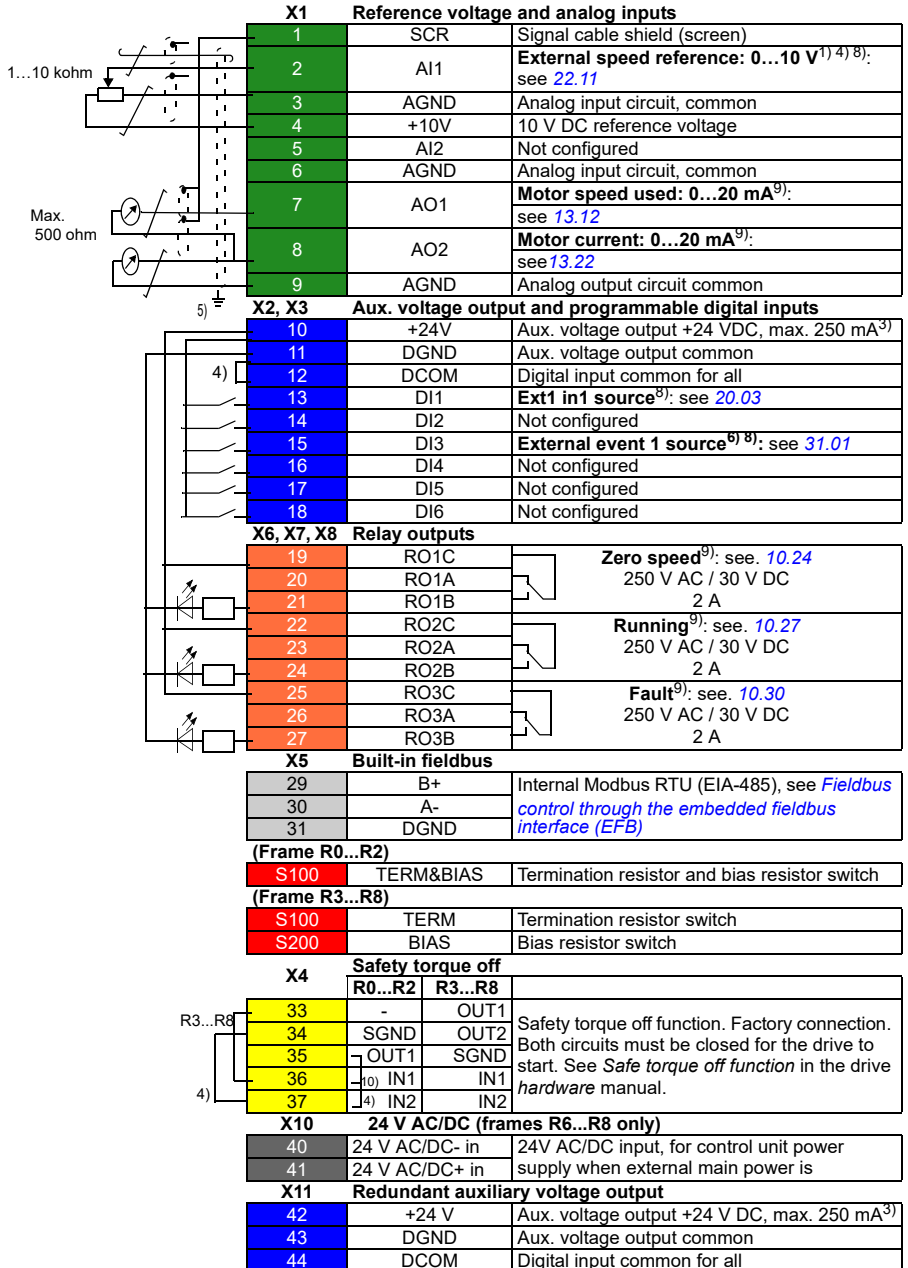 X1 Reference voltage and analog inputs
1 SCR Signal cable shield (screen)
1…10 kohm
2 AI1 External speed reference: 0…10 V1) 4) 8):
see 22.11
3 AGND Analog input circuit, common
4 +10V 10 V DC reference voltage
5 AI2 Not configured
6 AGND Analog input circuit, common
7 AO1 Motor speed used: 0…20 mA9):
see 13.12
Max.
500 ohm
8 AO2 Motor current: 0…20 mA9):
see13.22
9 AGND Analog output circuit common
5)
X2, X3 Aux. voltage output and programmable digital inputs
10 +24V Aux. voltage output +24 VDC, max. 250 mA3)
11 DGND Aux. voltage output common
4) 12 DCOM Digital input common for all
13 DI1 Ext1 in1 source8): see 20.03
14 DI2 Not configured
15 DI3 External event 1 source6) 8): see 31.01
16 DI4 Not configured
17 DI5 Not configured
18 DI6 Not configured
X6, X7, X8 Relay outputs
19 RO1C Zero speed9): see. 10.24
20 RO1A 250 V AC / 30 V DC
21 RO1B 2 A
22 RO2C Running9): see. 10.27
23 RO2A 250 V AC / 30 V DC
24 RO2B 2 A
25 RO3C Fault9): see. 10.30
26 RO3A 250 V AC / 30 V DC
27 RO3B 2 A
X5 Built-in fieldbus
29 B+ Internal Modbus RTU (EIA-485), see Fieldbus
30 A- control through the embedded fieldbus
31 DGND interface (EFB)
(Frame R0...R2)
S100 TERM&BIAS Termination resistor and bias resistor switch
(Frame R3...R8)
S100 TERM Termination resistor switch
S200 BIAS Bias resistor switch
X4 Safety torque off
R0...R2 R3...R8
R3...R8
33 - OUT1
34 SGND OUT2
35 OUT1 SGND
36 10) IN1 IN1
4) 37 4) IN2 IN2
Safety torque off function. Factory connection.
Both circuits must be closed for the drive to
start. See Safe torque off function in the drive
hardware manual.
X10 24 V AC/DC (frames R6...R8 only)
40 24 V AC/DC- in 24V AC/DC input, for control unit power
41 24 V AC/DC+ in supply when external main power is
X11 Redundant auxiliary voltage output
42 +24 V Aux. voltage output +24 V DC, max. 250 mA3)
43 DGND Aux. voltage output common
44 DCOM Digital input common for all